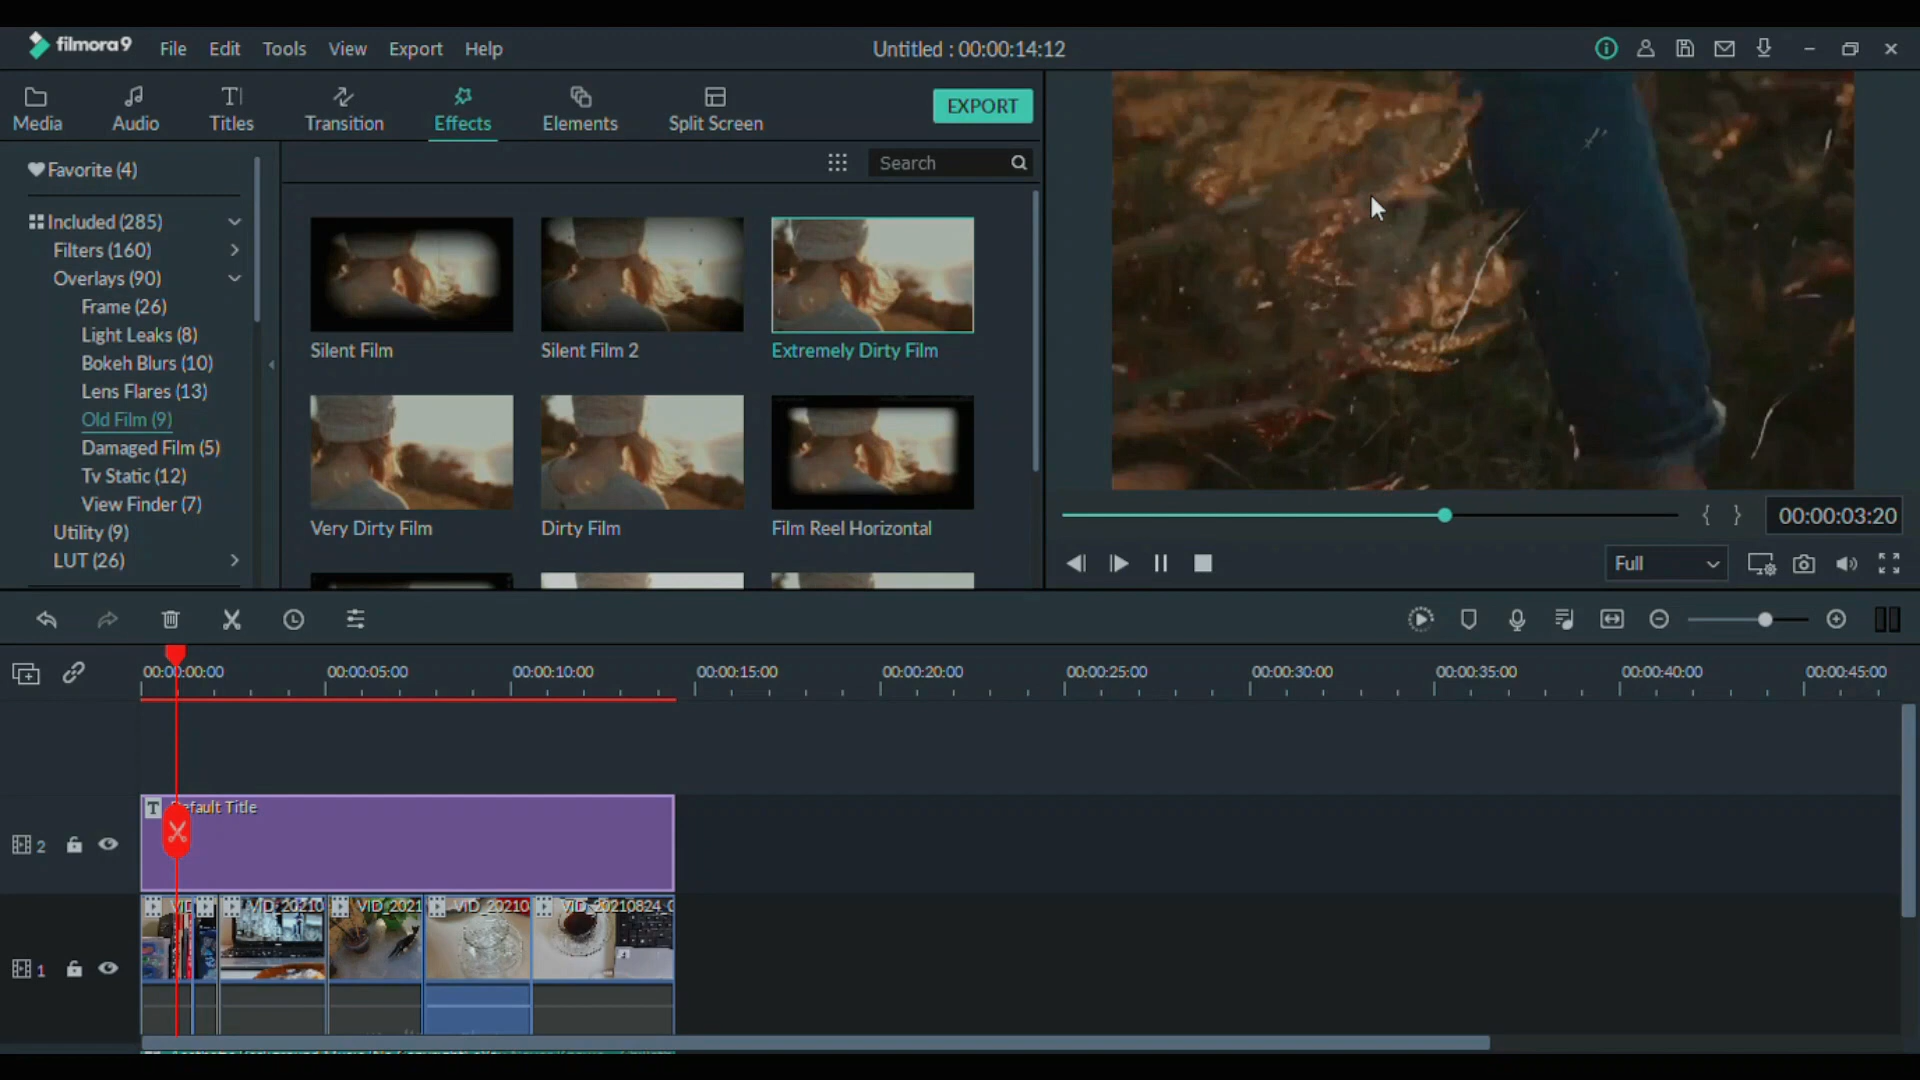 filmora9
File Edit Tools View Export Help
Untitled : 00:00:14:12
Media Audio Titles Transition Effects Elements Split Screen
EXPORT
Favorite (4)
Search
Included (285)
Filters (160)
Overlays (90)
Frame (26)
Light Leaks (8)
Bokeh Blurs (10)
Lens Flares (13)
Old Film (9)
Damaged Film (5)
Tv Static (12)
View Finder (7)
Utility (9)
LUT (26)
Silent Film
Silent Film 2
Extremely Dirty Film
Very Dirty Film
Dirty Film
Film Reel Horizontal
{ } 00:00:03:20
Full
00:00:00:00 00:00:05:00 00:00:10:00 00:00:15:00 00:00:20:00 00:00:25:00 00:00:30:00 00:00:35:00 00:00:40:00 00:00:45:00
T Default Title
2
VID VID_20210 VID_2021 VID_20210 VID_20210824_
1